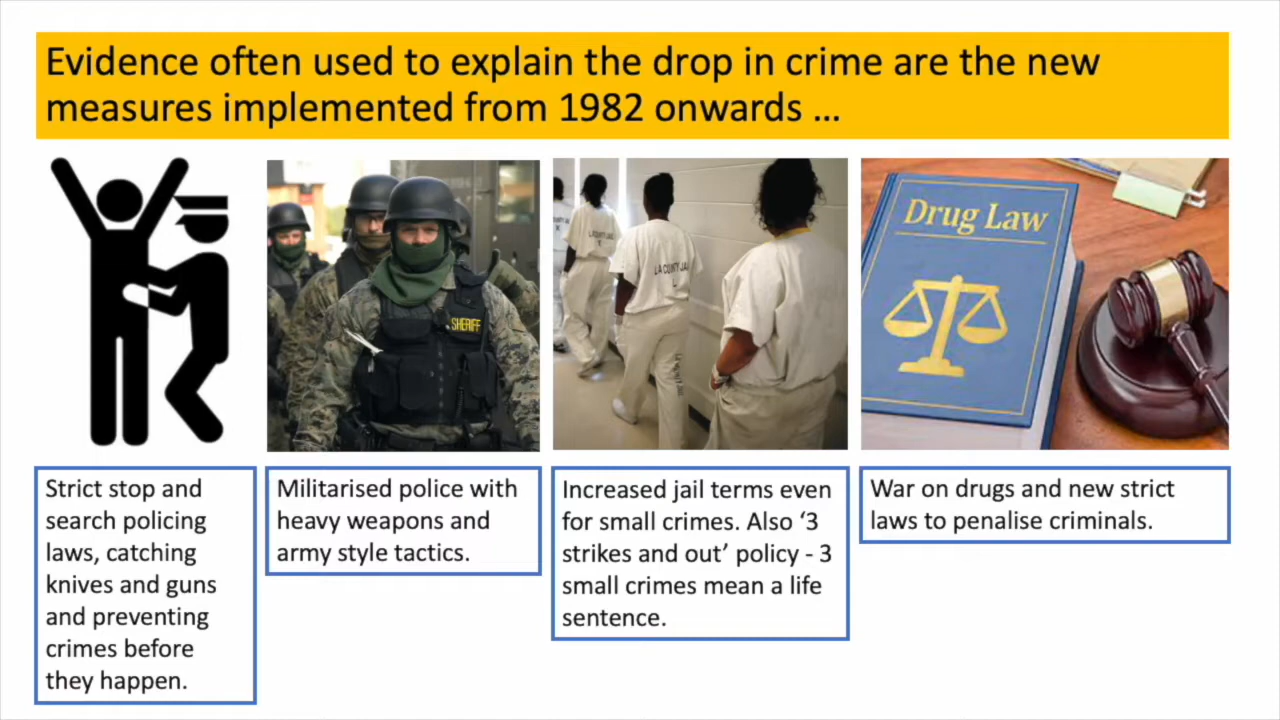 Evidence often used to explain the drop in crime are the new
measures implemented from 1982 onwards ...
SHERIFF
LA COUNTY JAIL
Drug Law
Strict stop and
search policing
laws, catching
knives and guns
and preventing
crimes before
they happen.
Militarised police with
heavy weapons and
army style tactics.
Increased jail terms even
for small crimes. Also ‘3
strikes and out’ policy - 3
small crimes mean a life
sentence.
War on drugs and new strict
laws to penalise criminals.